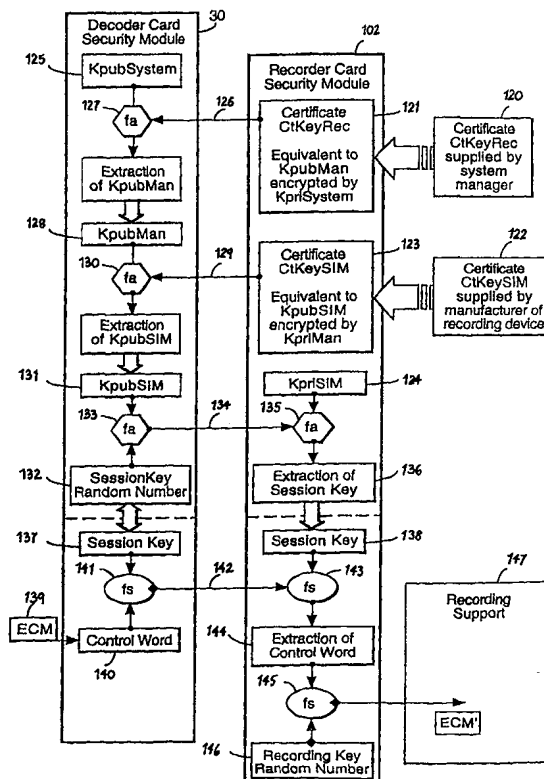 Decoder Card
Security Module
30
125
KpubSystem
127
fa
126
Extraction
of KpubMan
128
KpubMan
130
fa
129
Extraction
of KpubSIM
131
KpubSIM
133
fa
134
132
SessionKey
Random Number
137
Session Key
141
fs
142
139
ECM
Control Word
140
102
Recorder Card
Security Module
121
Certificate
CtKeyRec
Equivalent to
KpubMan
encrypted by
KpriSystem
123
Certificate
CtKeySIM
Equivalent to
KpubSIM
encrypted by
KpriMan
KpriSIM
124
135
fa
Extraction of
Session Key
136
Session Key
138
fs
143
144
Extraction of
Control Word
145
fs
146
Recording Key
Random Number
120
Certificate
CtKeyRec
supplied by
system
manager
122
Certificate
CtKeySIM
supplied by
manufacturer of
recording device
147
Recording
Support
ECM'